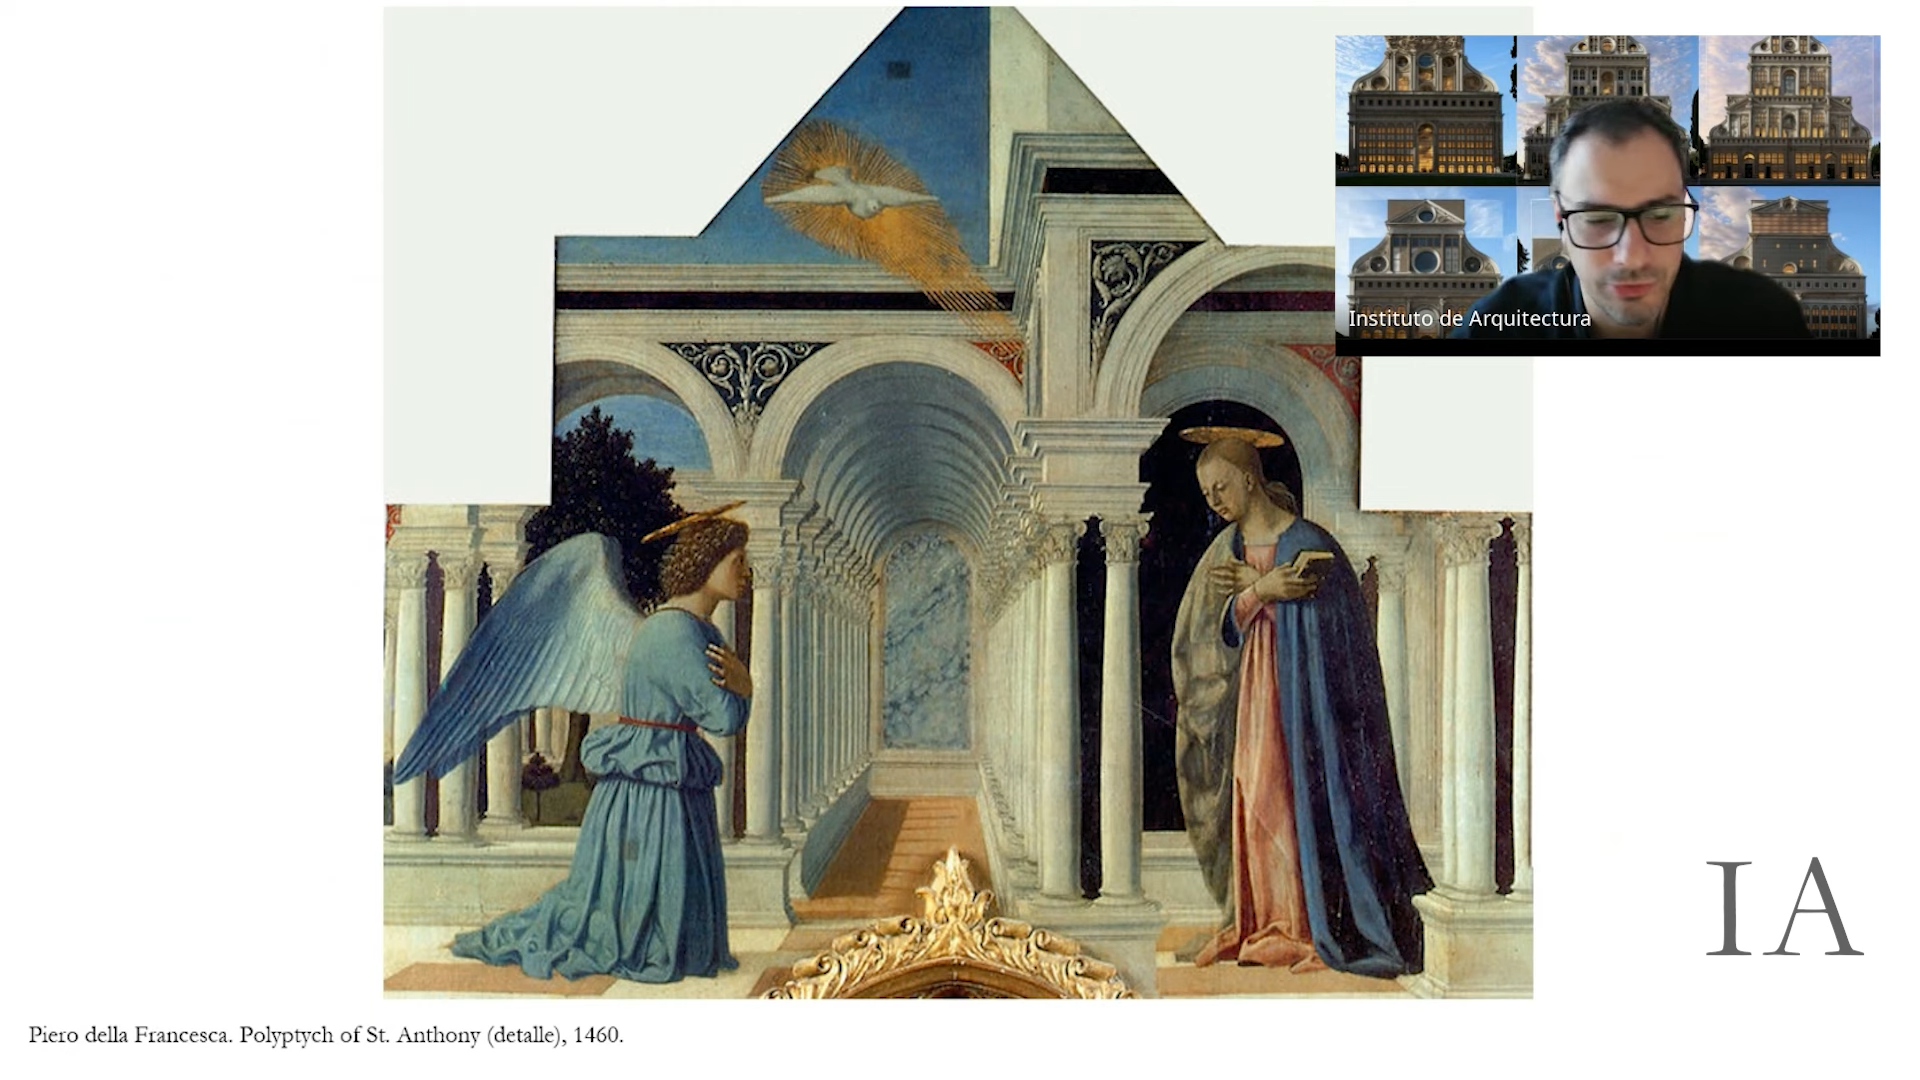 Instituto de Arquitectura
IA
Piero della Francesca. Polyptych of St. Anthony (detalle), 1460.